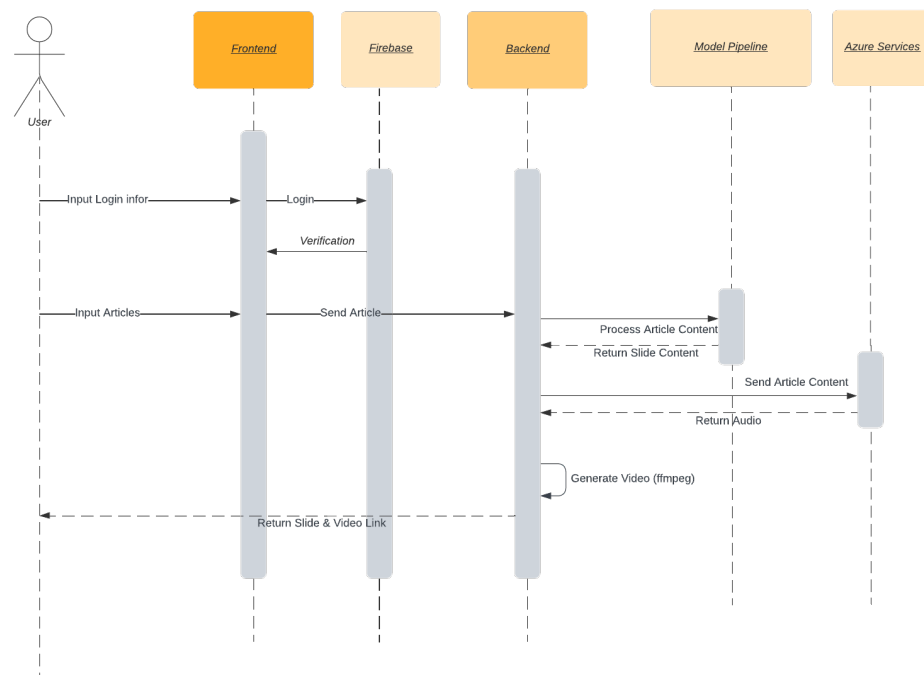 Frontend
Firebase
Backend
Model Pipeline
Azure Services
User
Input Login infor
Login
Verification
Input Articles
Send Article
Process Article Content
Return Slide Content
Send Article Content
Return Audio
Generate Video (ffmpeg)
Return Slide & Video Link